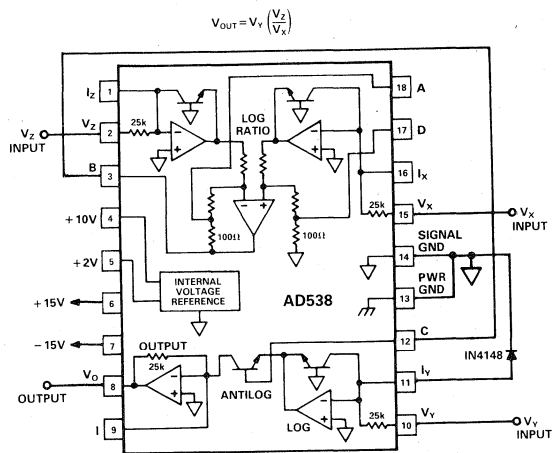 V_OUT = V_Y (V_Z / V_X)
I_Z 1
V_Z INPUT
V_Z 2
25k
B 3
+10V 4
+2V 5
+15V 6
-15V 7
OUTPUT
V_O 8
I 9
LOG RATIO
100Ω
100Ω
INTERNAL VOLTAGE REFERENCE
AD538
OUTPUT
25k
ANTILOG
LOG
18 A
17 D
16 I_X
25k
15 V_X
V_X INPUT
SIGNAL GND
14
13 PWR GND
12 C
11 I_Y
IN4148
25k
10 V_Y
V_Y INPUT